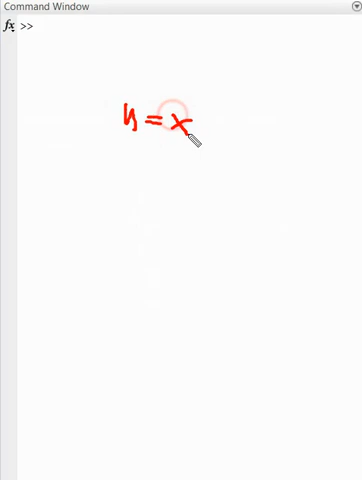 Command Window
fx >>
y = x